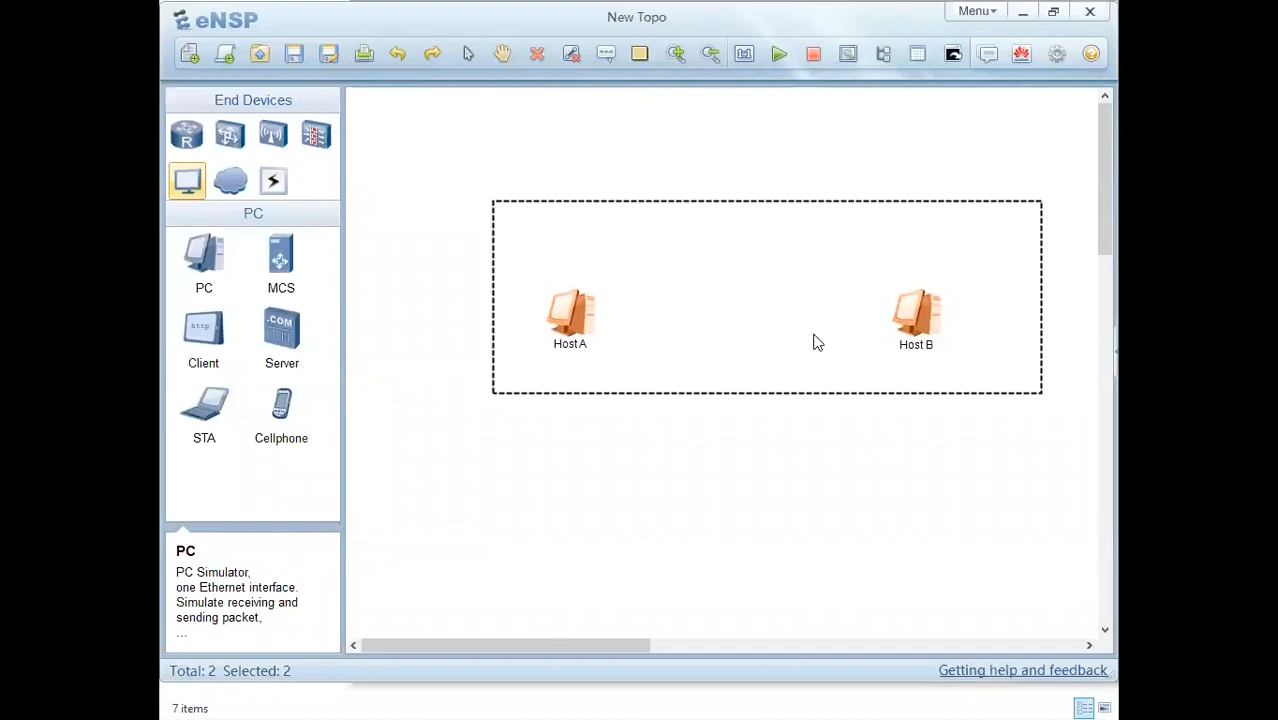 eNSP
New Topo
Menu
End Devices
R
PC
PC
MCS
http
.COM
Client
Server
STA
Cellphone
Host A
Host B
PC
PC Simulator,
one Ethernet interface.
Simulate receiving and
sending packet,
...
Total: 2 Selected: 2
Getting help and feedback
7 items